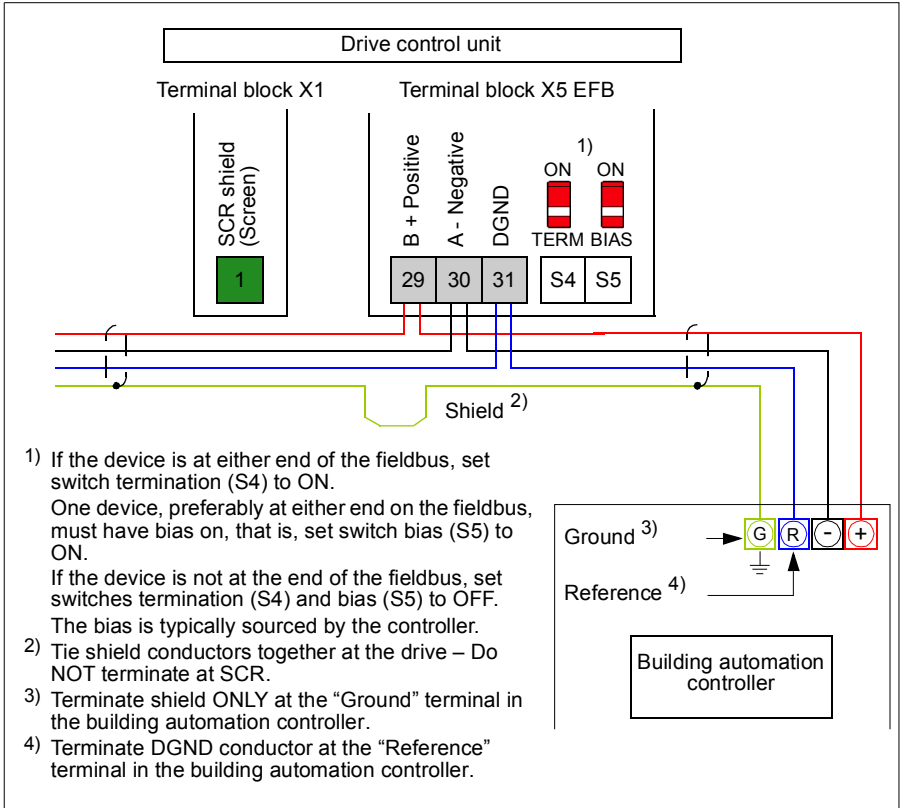 Drive control unit
Terminal block X1
Terminal block X5 EFB
SCR shield
(Screen)
1
B + Positive
A - Negative
DGND
1)
ON
ON
TERM
BIAS
29
30
31
S4
S5
Shield 2)
1) If the device is at either end of the fieldbus, set
switch termination (S4) to ON.
One device, preferably at either end on the fieldbus,
must have bias on, that is, set switch bias (S5) to
ON.
If the device is not at the end of the fieldbus, set
switches termination (S4) and bias (S5) to OFF.
The bias is typically sourced by the controller.
2) Tie shield conductors together at the drive – Do
NOT terminate at SCR.
3) Terminate shield ONLY at the “Ground” terminal in
the building automation controller.
4) Terminate DGND conductor at the “Reference”
terminal in the building automation controller.
Ground 3)
G
R
-
+
Reference 4)
Building automation
controller